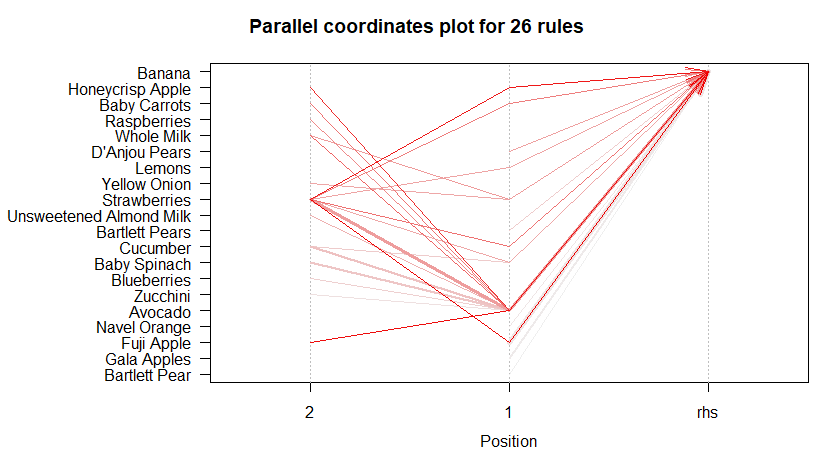 Parallel coordinates plot for 26 rules
Banana
Honeycrisp Apple
Baby Carrots
Raspberries
Whole Milk
D'Anjou Pears
Lemons
Yellow Onion
Strawberries
Unsweetened Almond Milk
Bartlett Pears
Cucumber
Baby Spinach
Blueberries
Zucchini
Avocado
Navel Orange
Fuji Apple
Gala Apples
Bartlett Pear
2 1 rhs
Position